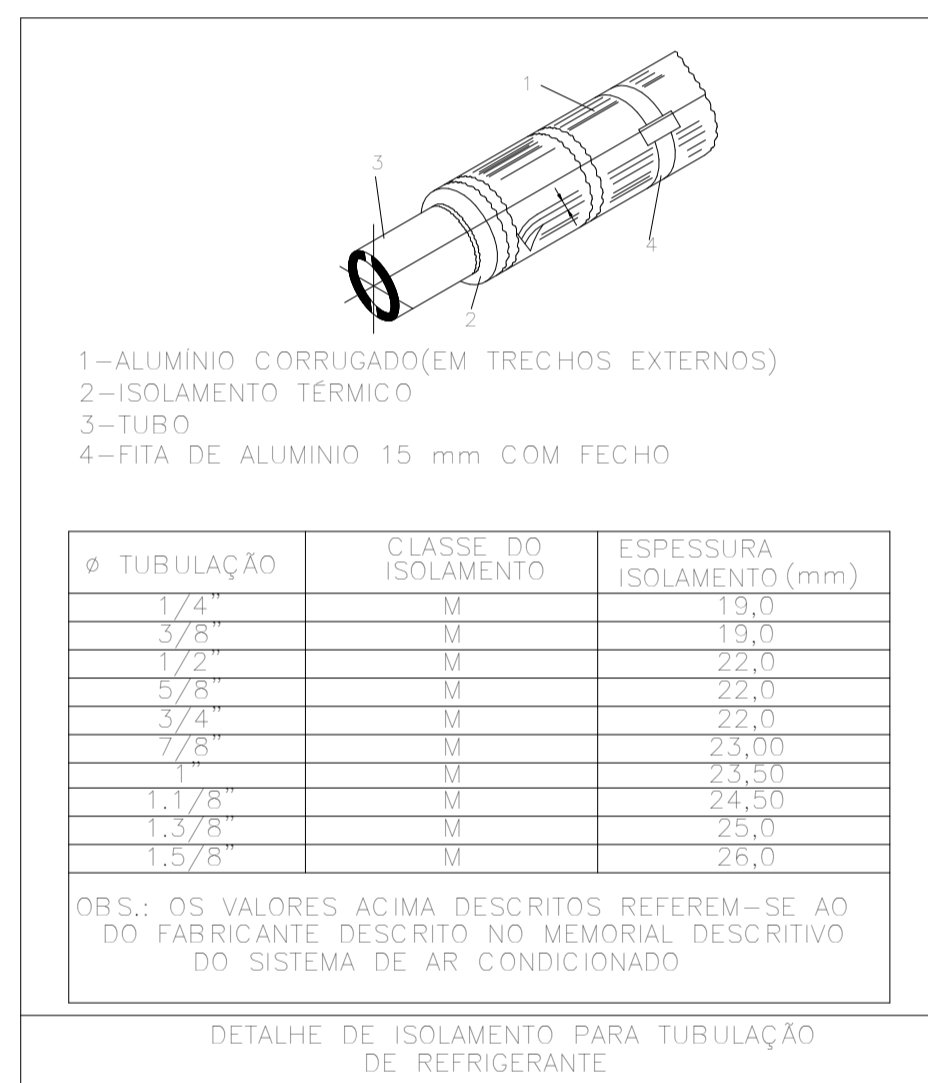 1
3
4
2
1-ALUMÍNIO CORRUGADO(EM TRECHOS EXTERNOS)
2-ISOLAMENTO TÉRMICO
3-TUBO
4-FITA DE ALUMINIO 15 mm COM FECHO
Ø TUBULAÇÃO CLASSE DO ISOLAMENTO ESPESSURA ISOLAMENTO (mm)
1/4" M 19,0
3/8" M 19,0
1/2" M 22,0
5/8" M 22,0
3/4" M 22,0
7/8" M 23,00
1" M 23,50
1.1/8" M 24,50
1.3/8" M 25,0
1.5/8" M 26,0
OBS.: OS VALORES ACIMA DESCRITOS REFEREM-SE AO
DO FABRICANTE DESCRITO NO MEMORIAL DESCRITIVO
DO SISTEMA DE AR CONDICIONADO
DETALHE DE ISOLAMENTO PARA TUBULAÇÃO
DE REFRIGERANTE